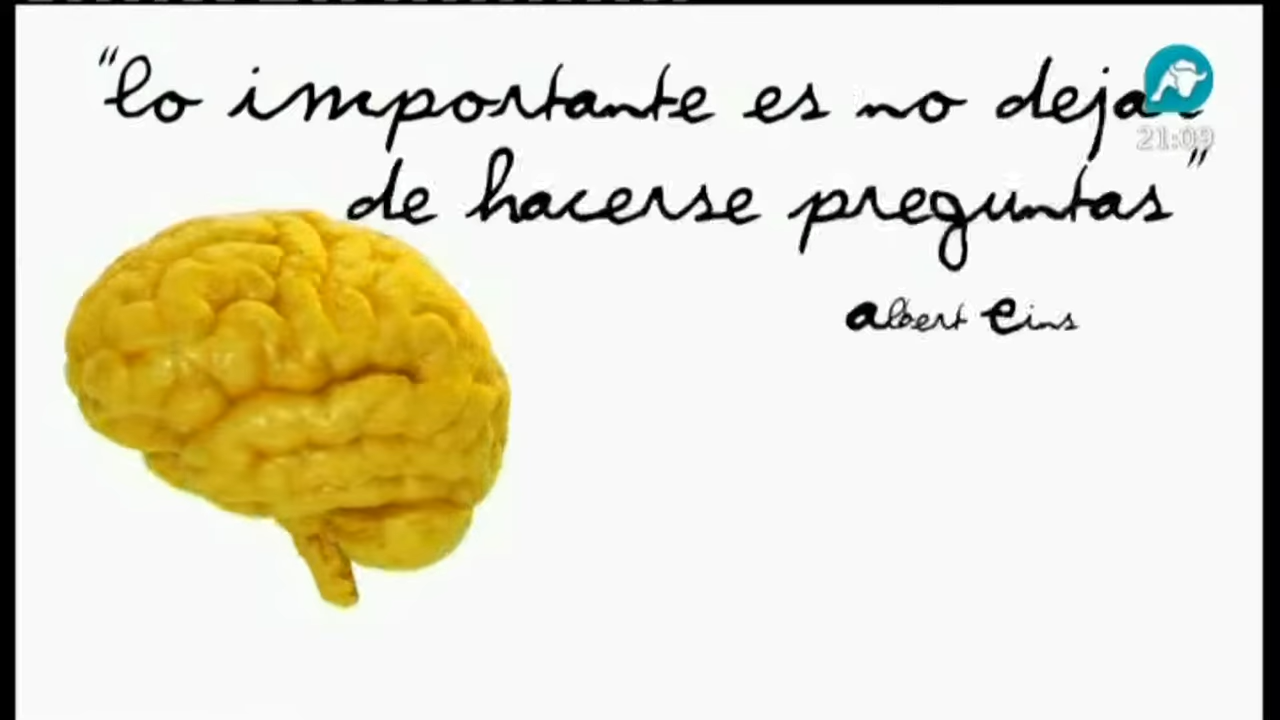 "lo importante es no dejar
21:09
de hacerse preguntas"
albert eins